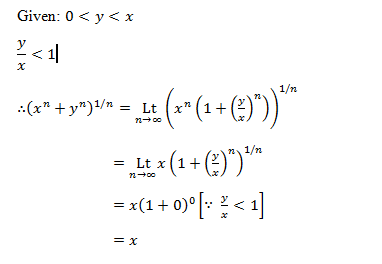 Given: 0 < y < x
y/x < 1
∴(xⁿ + yⁿ)^{1/n} = Lt_{n→∞} (xⁿ (1 + (y/x)ⁿ))^{1/n}
= Lt_{n→∞} x (1 + (y/x)ⁿ)^{1/n}
= x(1 + 0)⁰ [∵ y/x < 1]
= x